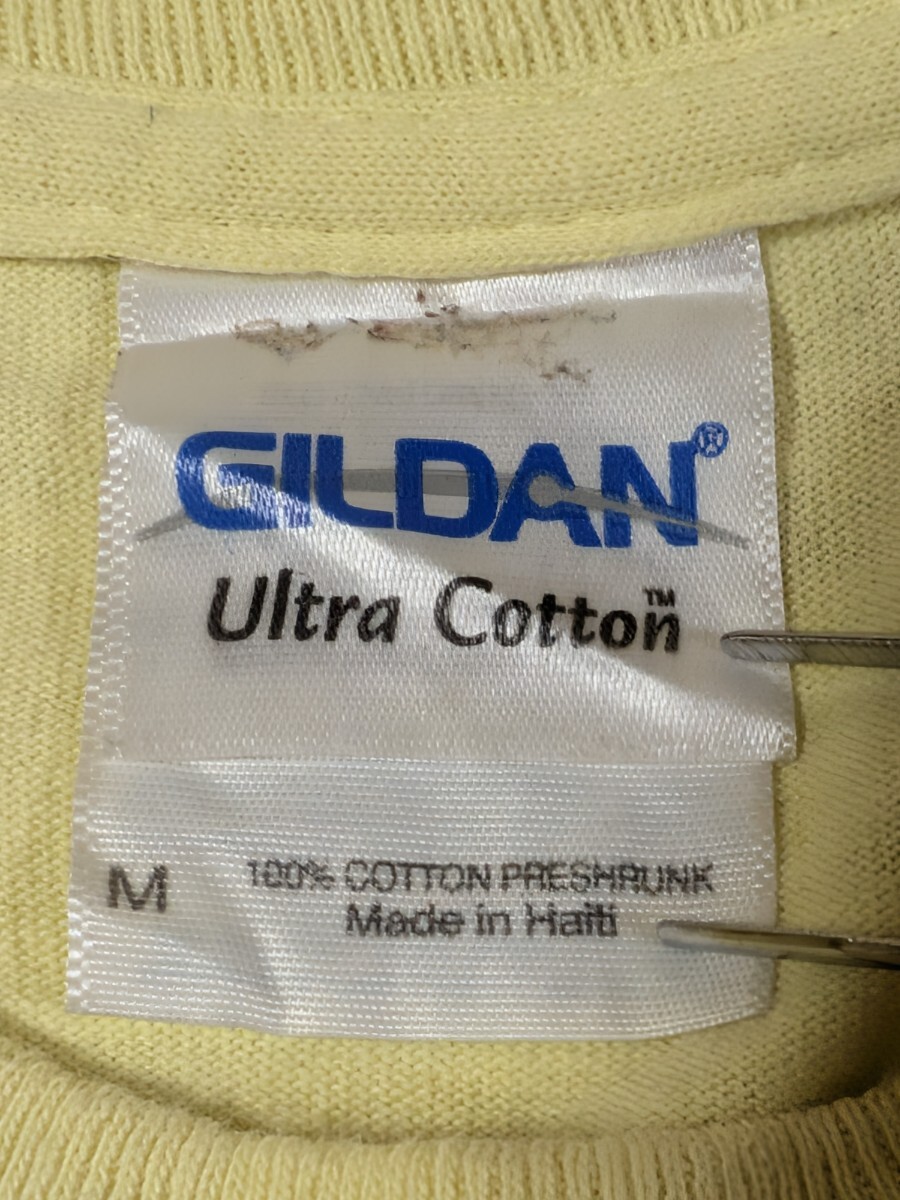 GILDAN®
Ultra Cotton™
M 100% COTTON PRESHRUNK
Made in Haiti